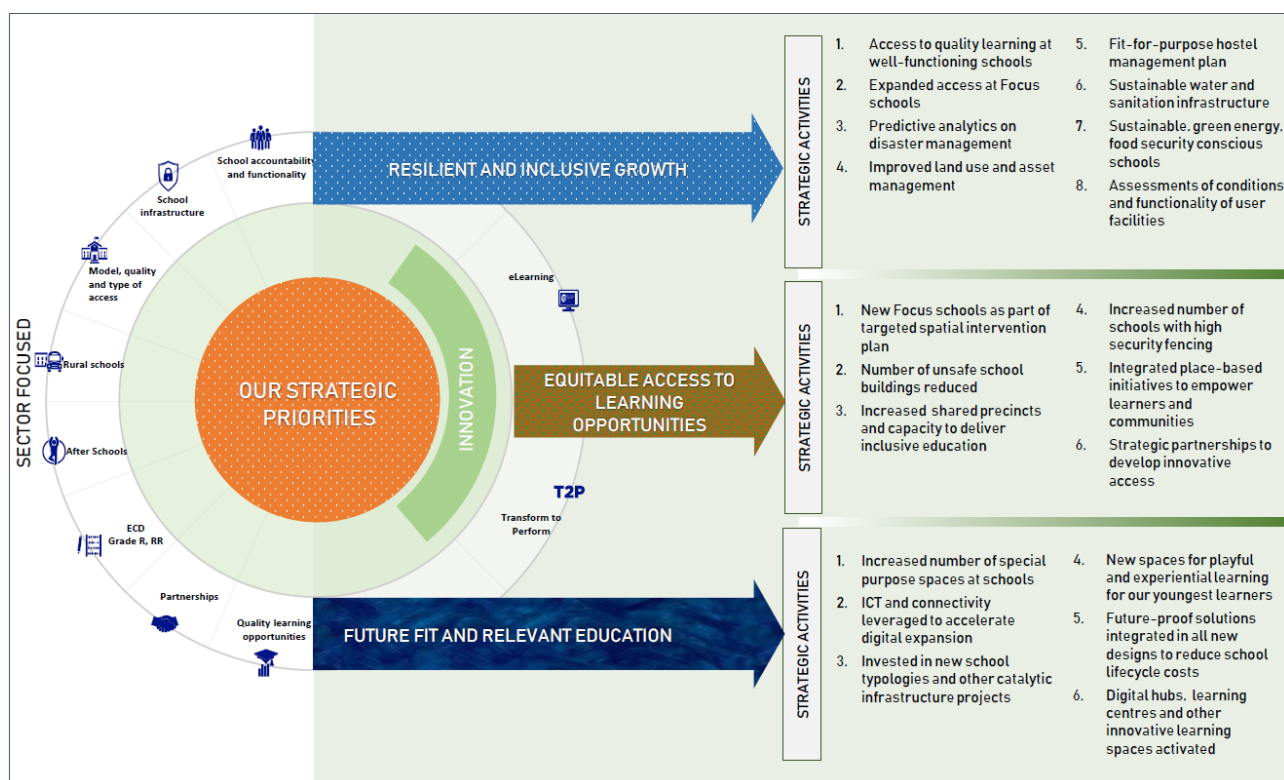 SECTOR FOCUSED
School accountability
and functionality
School
infrastructure
Model, quality
and type of
access
Rural schools
After Schools
ECD
Grade R, RR
Partnerships
Quality learning
opportunities
OUR STRATEGIC
PRIORITIES
INNOVATION
eLearning
T2P
Transform to
Perform
RESILIENT AND INCLUSIVE GROWTH
STRATEGIC ACTIVITIES
1. Access to quality learning at
well-functioning schools
2. Expanded access at Focus
schools
3. Predictive analytics on
disaster management
4. Improved land use and asset
management
5. Fit-for-purpose hostel
management plan
6. Sustainable water and
sanitation infrastructure
7. Sustainable, green energy,
food security conscious
schools
8. Assessments of conditions
and functionality of user
facilities
EQUITABLE ACCESS TO
LEARNING
OPPORTUNITIES
STRATEGIC ACTIVITIES
1. New Focus schools as part of
targeted spatial intervention
plan
2. Number of unsafe school
buildings reduced
3. Increased shared precincts
and capacity to deliver
inclusive education
4. Increased number of
schools with high
security fencing
5. Integrated place-based
initiatives to empower
learners and
communities
6. Strategic partnerships to
develop innovative
access
FUTURE FIT AND RELEVANT EDUCATION
STRATEGIC ACTIVITIES
1. Increased number of special
purpose spaces at schools
2. ICT and connectivity
leveraged to accelerate
digital expansion
3. Invested in new school
typologies and other catalytic
infrastructure projects
4. New spaces for playful
and experiential learning
for our youngest learners
5. Future-proof solutions
integrated in all new
designs to reduce school
lifecycle costs
6. Digital hubs, learning
centres and other
innovative learning
spaces activated